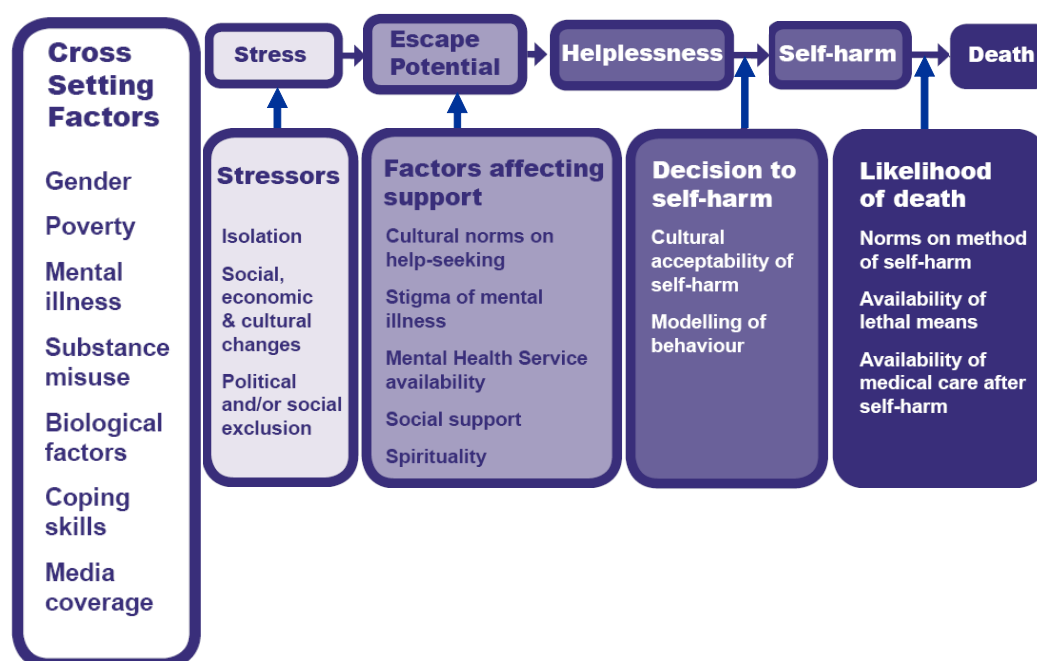 Cross
Setting
Factors
Gender
Poverty
Mental
illness
Substance
misuse
Biological
factors
Coping
skills
Media
coverage
Stress
Escape
Potential
Helplessness
Self-harm
Death
Stressors
Isolation
Social,
economic
& cultural
changes
Political
and/or social
exclusion
Factors affecting
support
Cultural norms on
help-seeking
Stigma of mental
illness
Mental Health Service
availability
Social support
Spirituality
Decision to
self-harm
Cultural
acceptability of
self-harm
Modelling of
behaviour
Likelihood
of death
Norms on method
of self-harm
Availability of
lethal means
Availability of
medical care after
self-harm